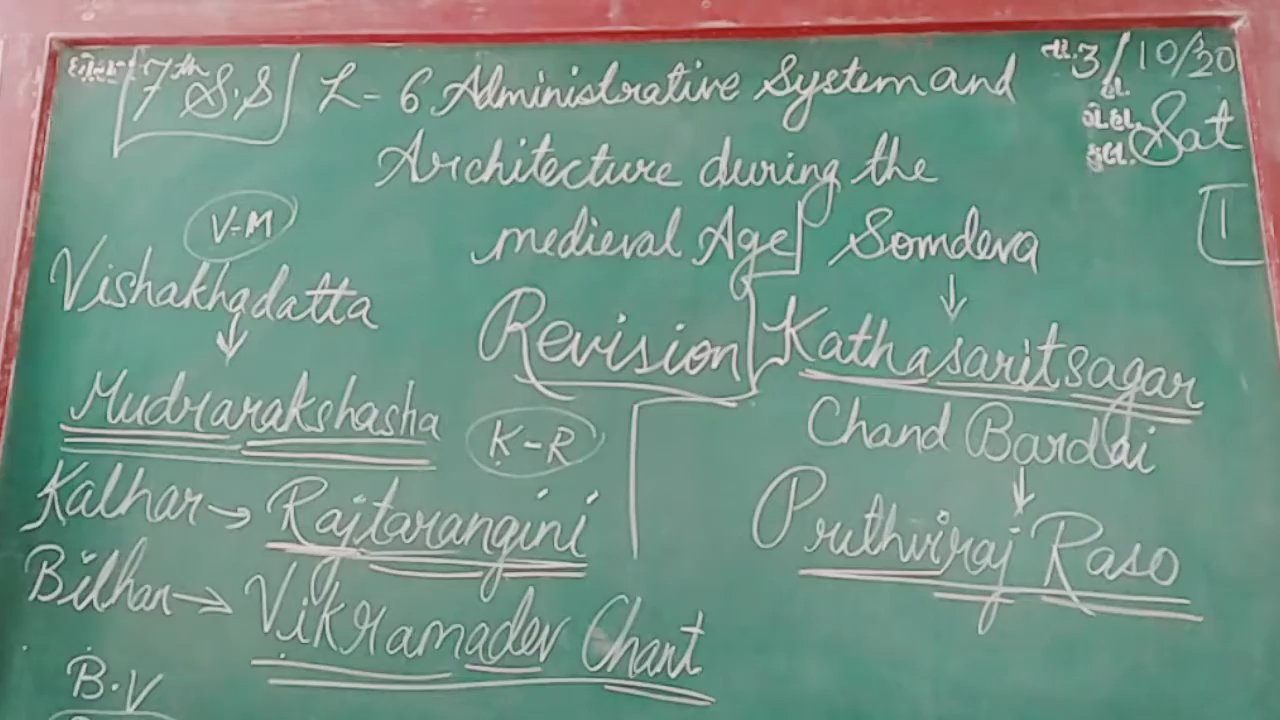 7th S.S L-6 Administrative System and
Architecture during the
medieval Age
Revision
તા. 3/10/20
Sat
1
V-M
Vishakhadatta
↓
Mudrarakshasha
K-R
Kalhar → Rajtarangini
Bilhar → Vikramadev Charit
B.V
Somdeva
↓
Kathasaritsagar
Chand Bardai
↓
Pruthviraj Raso